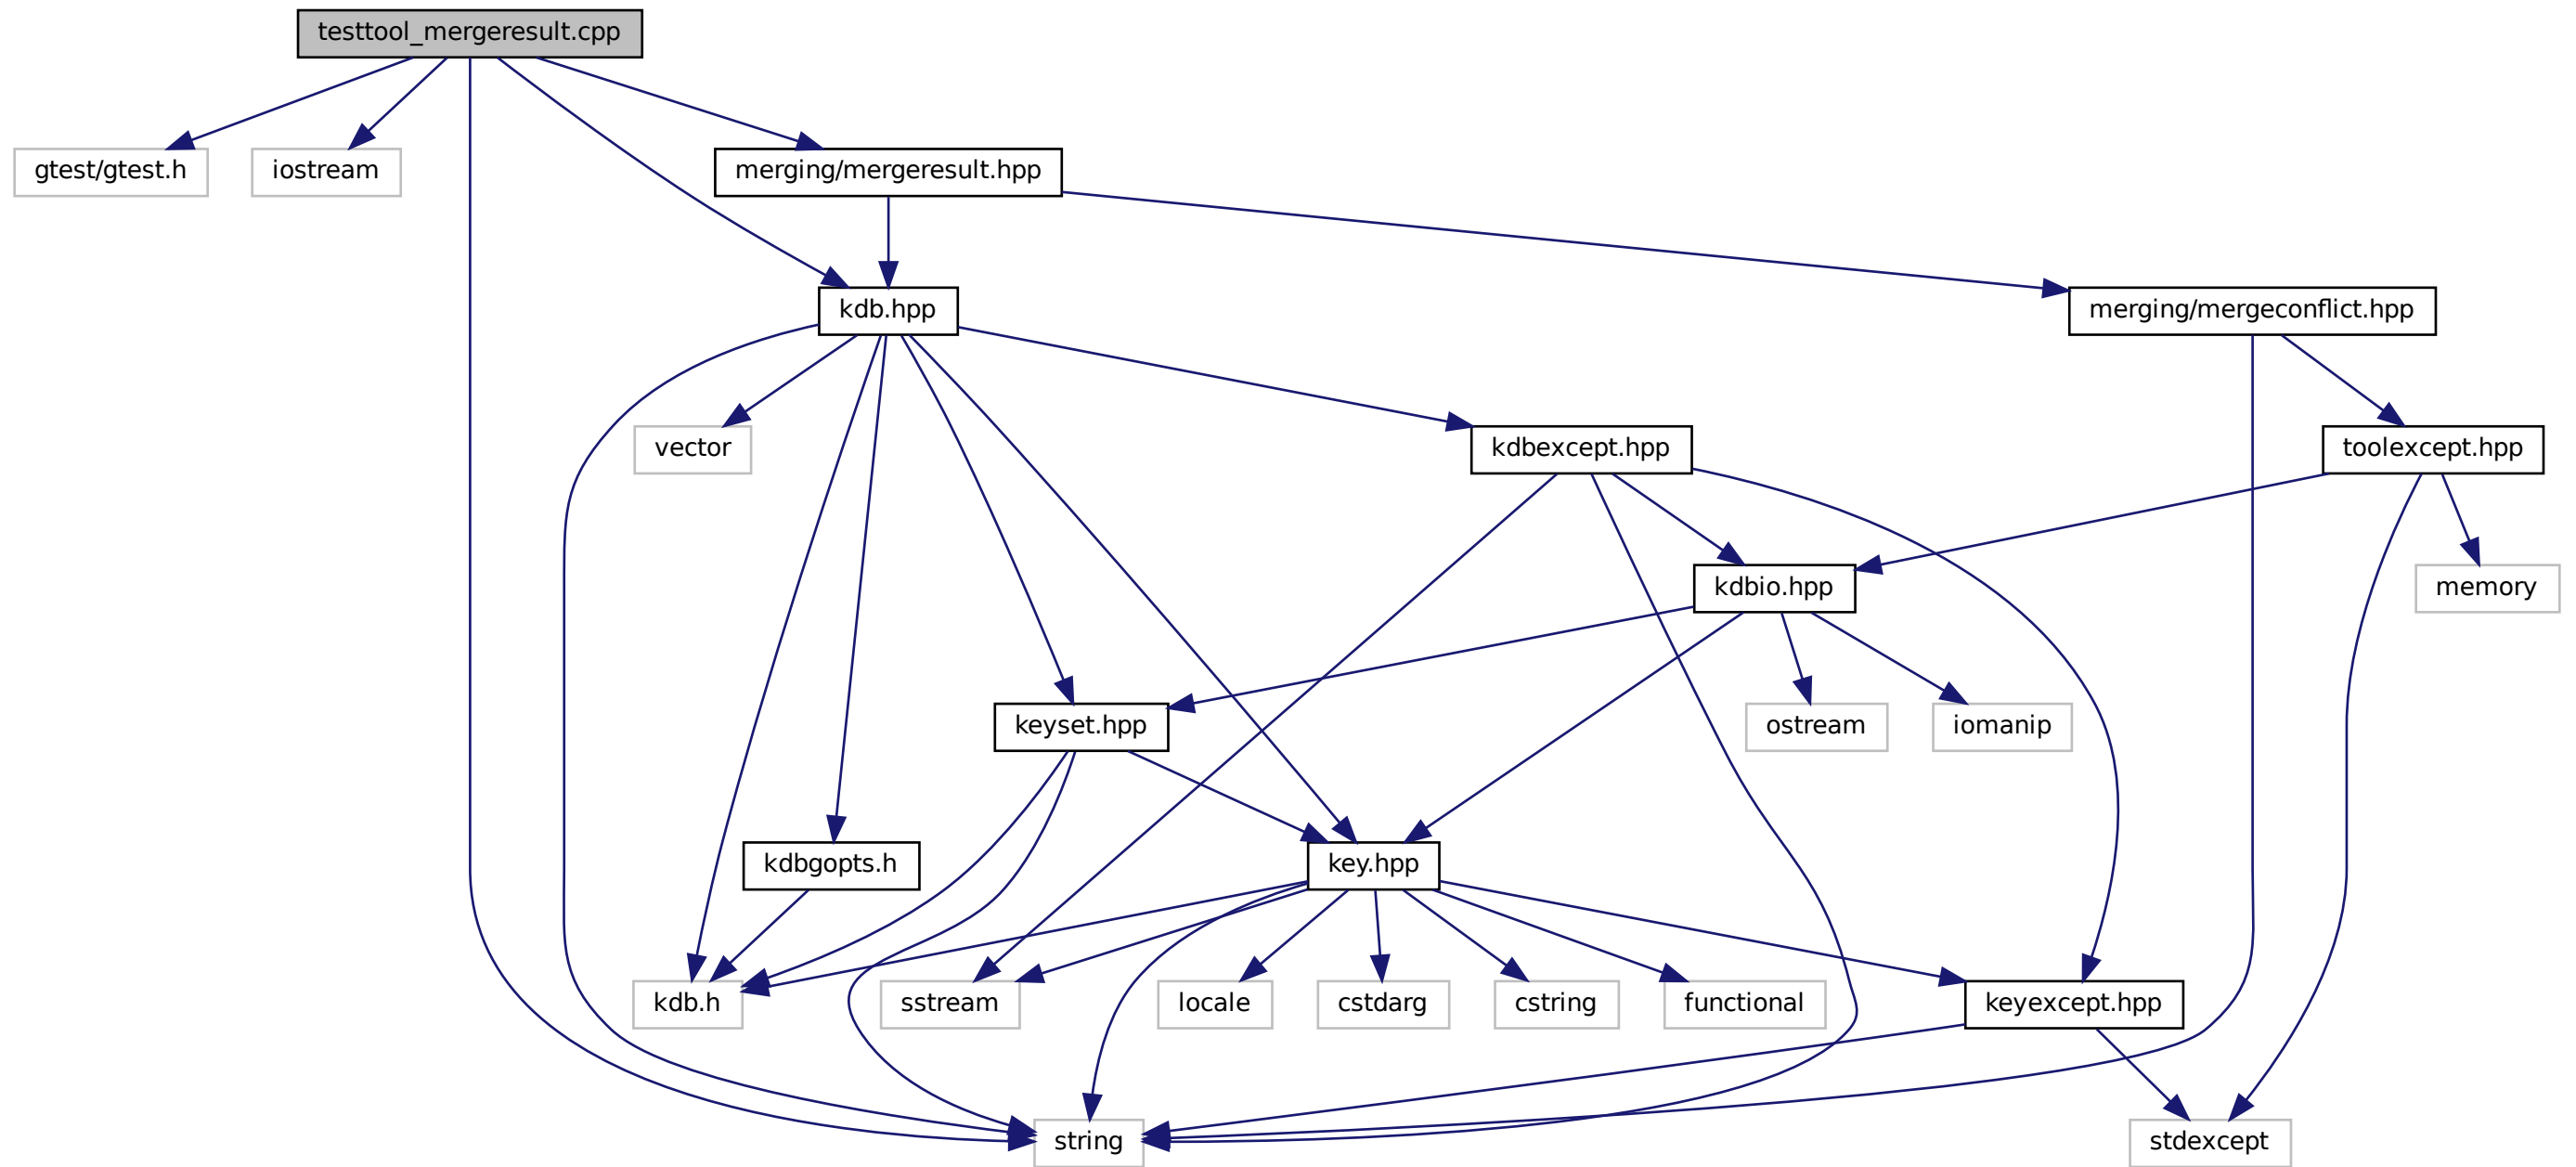 testtool_mergeresult.cpp
gtest/gtest.h
iostream
merging/mergeresult.hpp
kdb.hpp
merging/mergeconflict.hpp
vector
kdbexcept.hpp
toolexcept.hpp
kdbio.hpp
memory
keyset.hpp
ostream
iomanip
kdbgopts.h
key.hpp
kdb.h
sstream
locale
cstdarg
cstring
functional
keyexcept.hpp
string
stdexcept